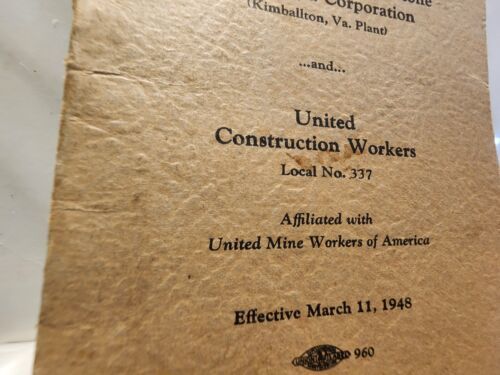 Corporation
(Kimballton, Va. Plant)
...and...
United
Construction Workers
Local No. 337
Affiliated with
United Mine Workers of America
Effective March 11, 1948
960